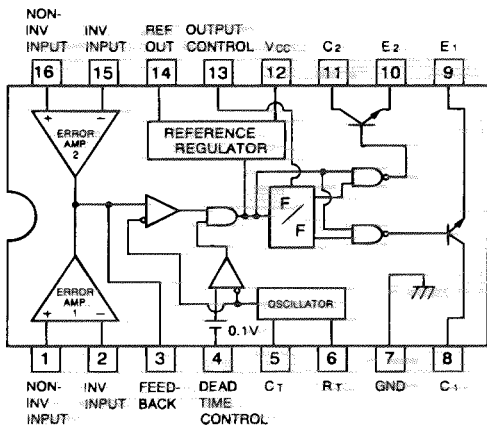 NON-INV INPUT
INV INPUT
REF OUT
OUTPUT CONTROL
VCC
C2
E2
E1
16
15
14
13
12
11
10
9
+
−
ERROR AMP 2
REFERENCE REGULATOR
F/F
ERROR AMP 1
+
−
0.1V
OSCILLATOR
1
2
3
4
5
6
7
8
NON-INV INPUT
INV INPUT
FEED-BACK
DEAD TIME CONTROL
CT
RT
GND
C1